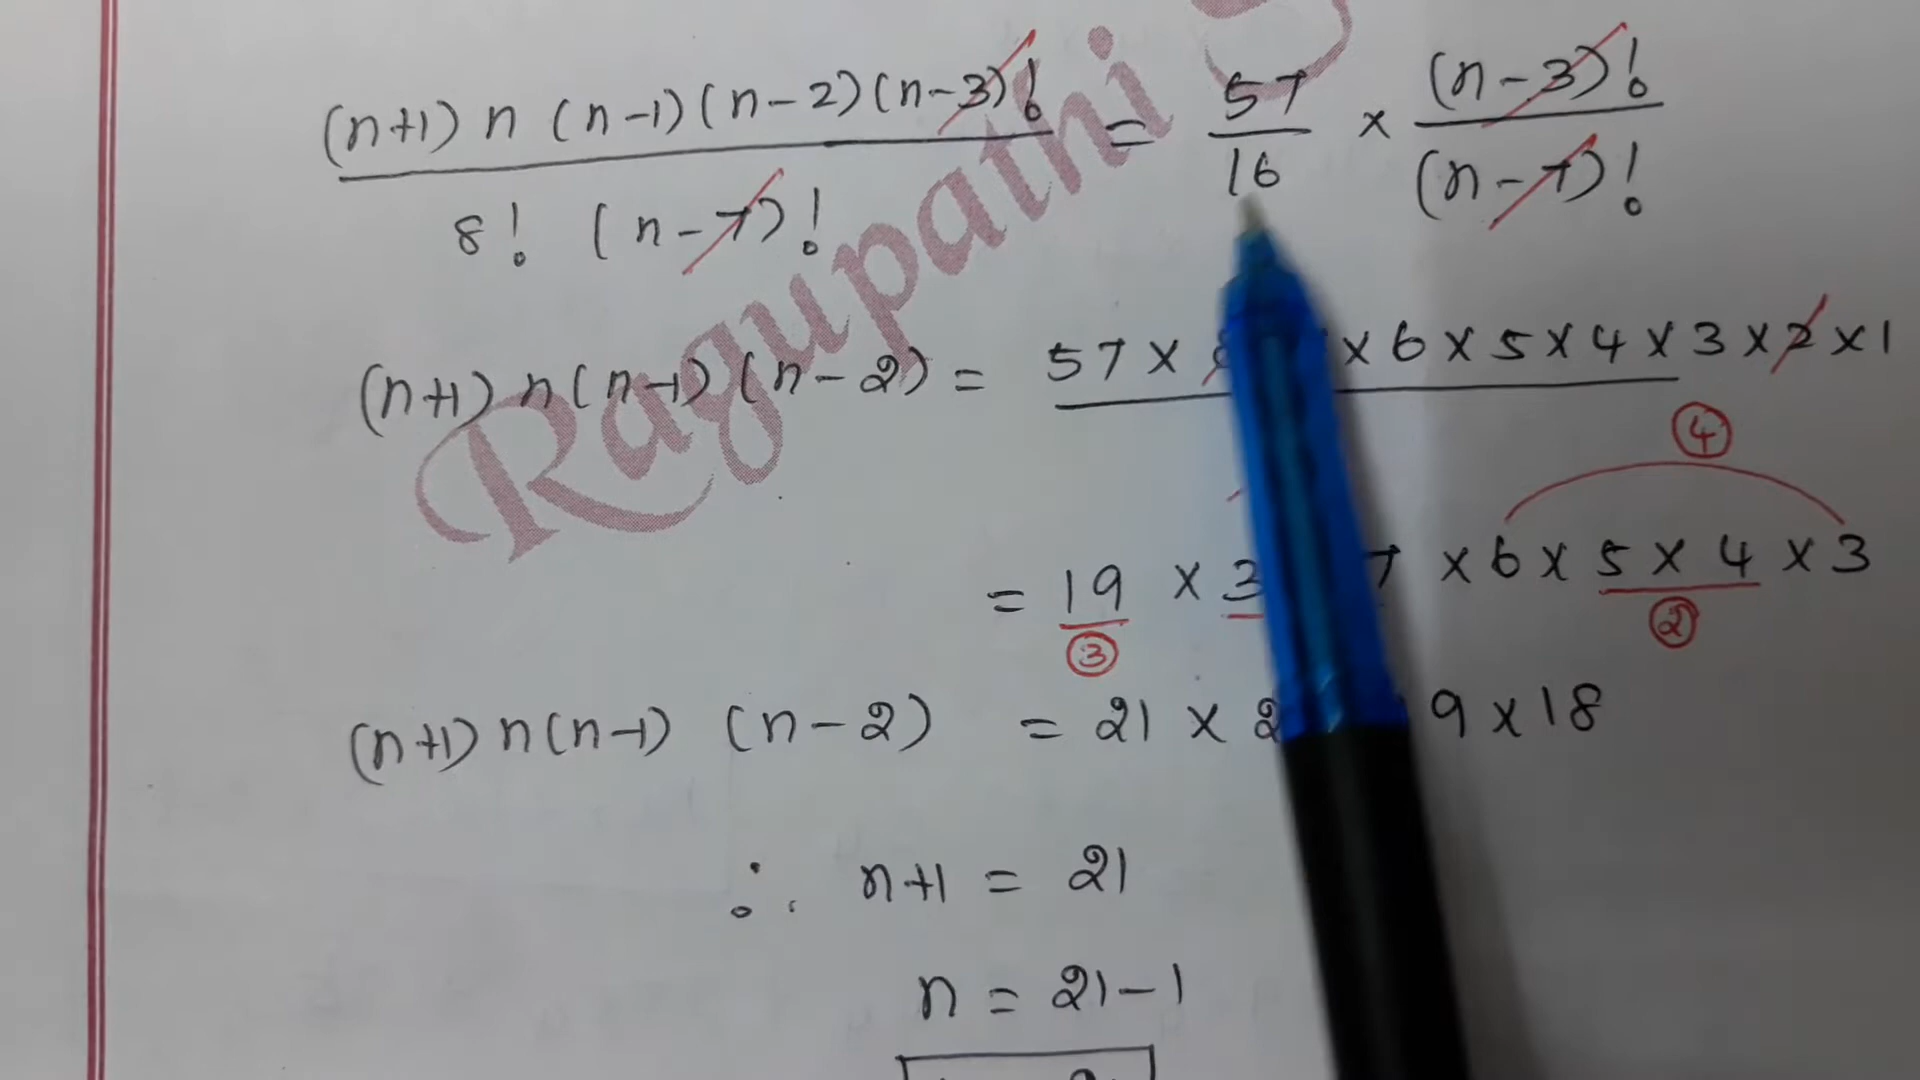 (n+1) n (n-1) (n-2) (n-3)! / 8! (n-7)! = 57/16 × (n-3)! / (n-7)!
(n+1) n (n-1) (n-2) = 57 × × 6 × 5 × 4 × 3 × 2 × 1
④
= 19 × 3 7 × 6 × 5 × 4 × 3
③ ②
(n+1) n (n-1) (n-2) = 21 × 2 9 × 18
∴ n+1 = 21
n = 21-1
Ragupathi